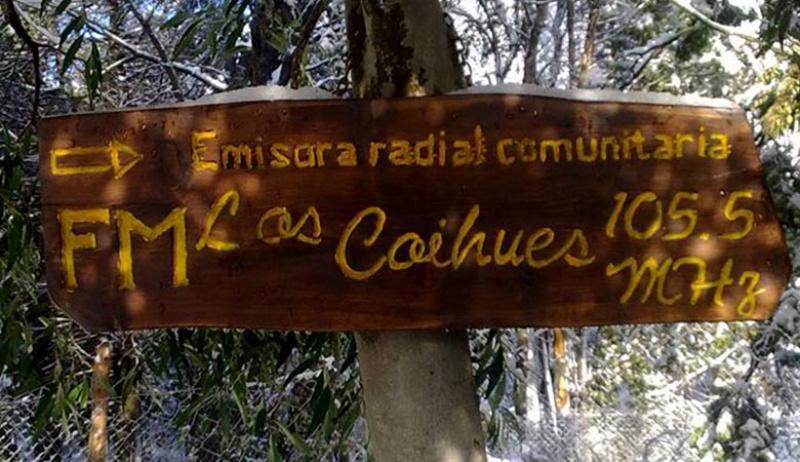 Emisora radial comunitaria
FM Los Coihues 105.5
MHz